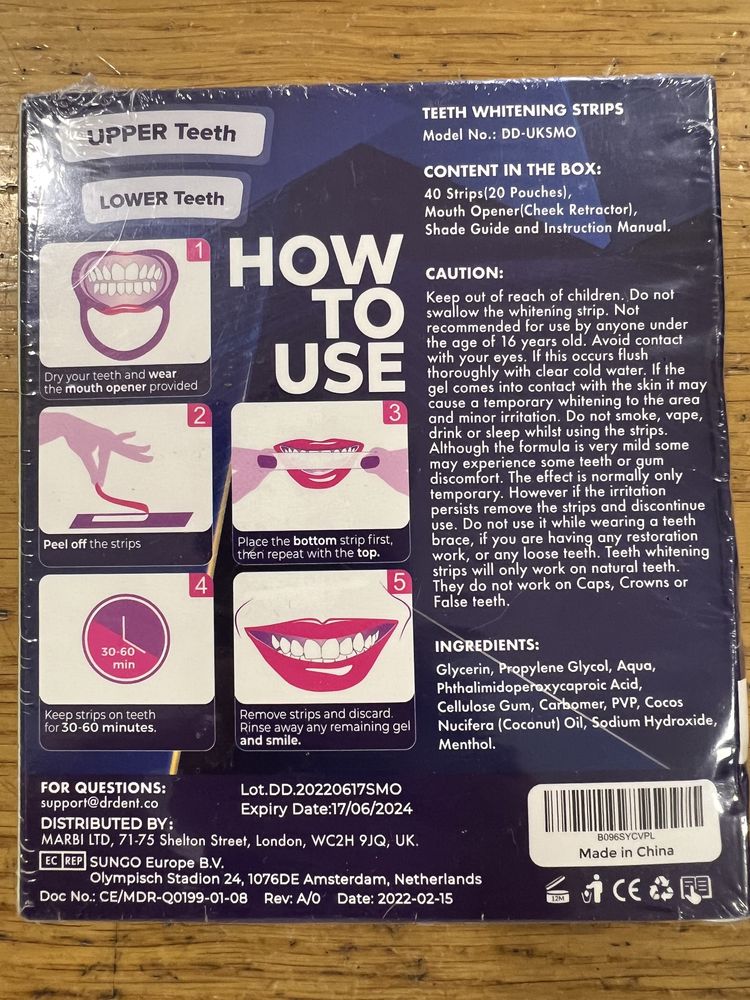 UPPER Teeth
LOWER Teeth
HOW
TO
USE
1
Dry your teeth and wear
the mouth opener provided
2
Peel off the strips
3
Place the bottom strip first,
then repeat with the top.
4
30-60
min
Keep strips on teeth
for 30-60 minutes.
5
Remove strips and discard.
Rinse away any remaining gel
and smile.
TEETH WHITENING STRIPS
Model No.: DD-UKSMO
CONTENT IN THE BOX:
40 Strips(20 Pouches),
Mouth Opener(Cheek Retractor),
Shade Guide and Instruction Manual.
CAUTION:
Keep out of reach of children. Do not
swallow the whitening strip. Not
recommended for use by anyone under
the age of 16 years old. Avoid contact
with your eyes. If this occurs flush
thoroughly with clear cold water. If the
gel comes into contact with the skin it may
cause a temporary whitening to the area
and minor irritation. Do not smoke, vape,
drink or sleep whilst using the strips.
Although the formula is very mild some
may experience some teeth or gum
discomfort. The effect is normally only
temporary. However if the irritation
persists remove the strips and discontinue
use. Do not use it while wearing a teeth
brace, if you are having any restoration
work, or any loose teeth. Teeth whitening
strips will only work on natural teeth.
They do not work on Caps, Crowns or
False teeth.
INGREDIENTS:
Glycerin, Propylene Glycol, Aqua,
Phthalimidoperoxycaproic Acid,
Cellulose Gum, Carbomer, PVP, Cocos
Nucifera (Coconut) Oil, Sodium Hydroxide,
Menthol.
FOR QUESTIONS:
support@drdent.co
Lot.DD.20220617SMO
Expiry Date:17/06/2024
DISTRIBUTED BY:
MARBI LTD, 71-75 Shelton Street, London, WC2H 9JQ, UK.
EC REP SUNGO Europe B.V.
Olympisch Stadion 24, 1076DE Amsterdam, Netherlands
Doc No.: CE/MDR-Q0199-01-08 Rev: A/0 Date: 2022-02-15
B096SYCVPL
Made in China
12M
CE